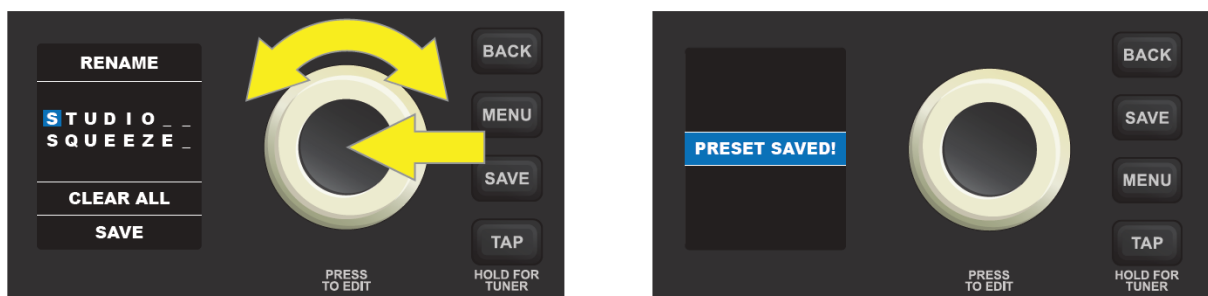 RENAME
STUDIO_ _
SQUEEZE_
CLEAR ALL
SAVE
BACK
MENU
SAVE
TAP
PRESS
TO EDIT
HOLD FOR
TUNER
PRESET SAVED!
BACK
SAVE
MENU
TAP
PRESS
TO EDIT
HOLD FOR
TUNER